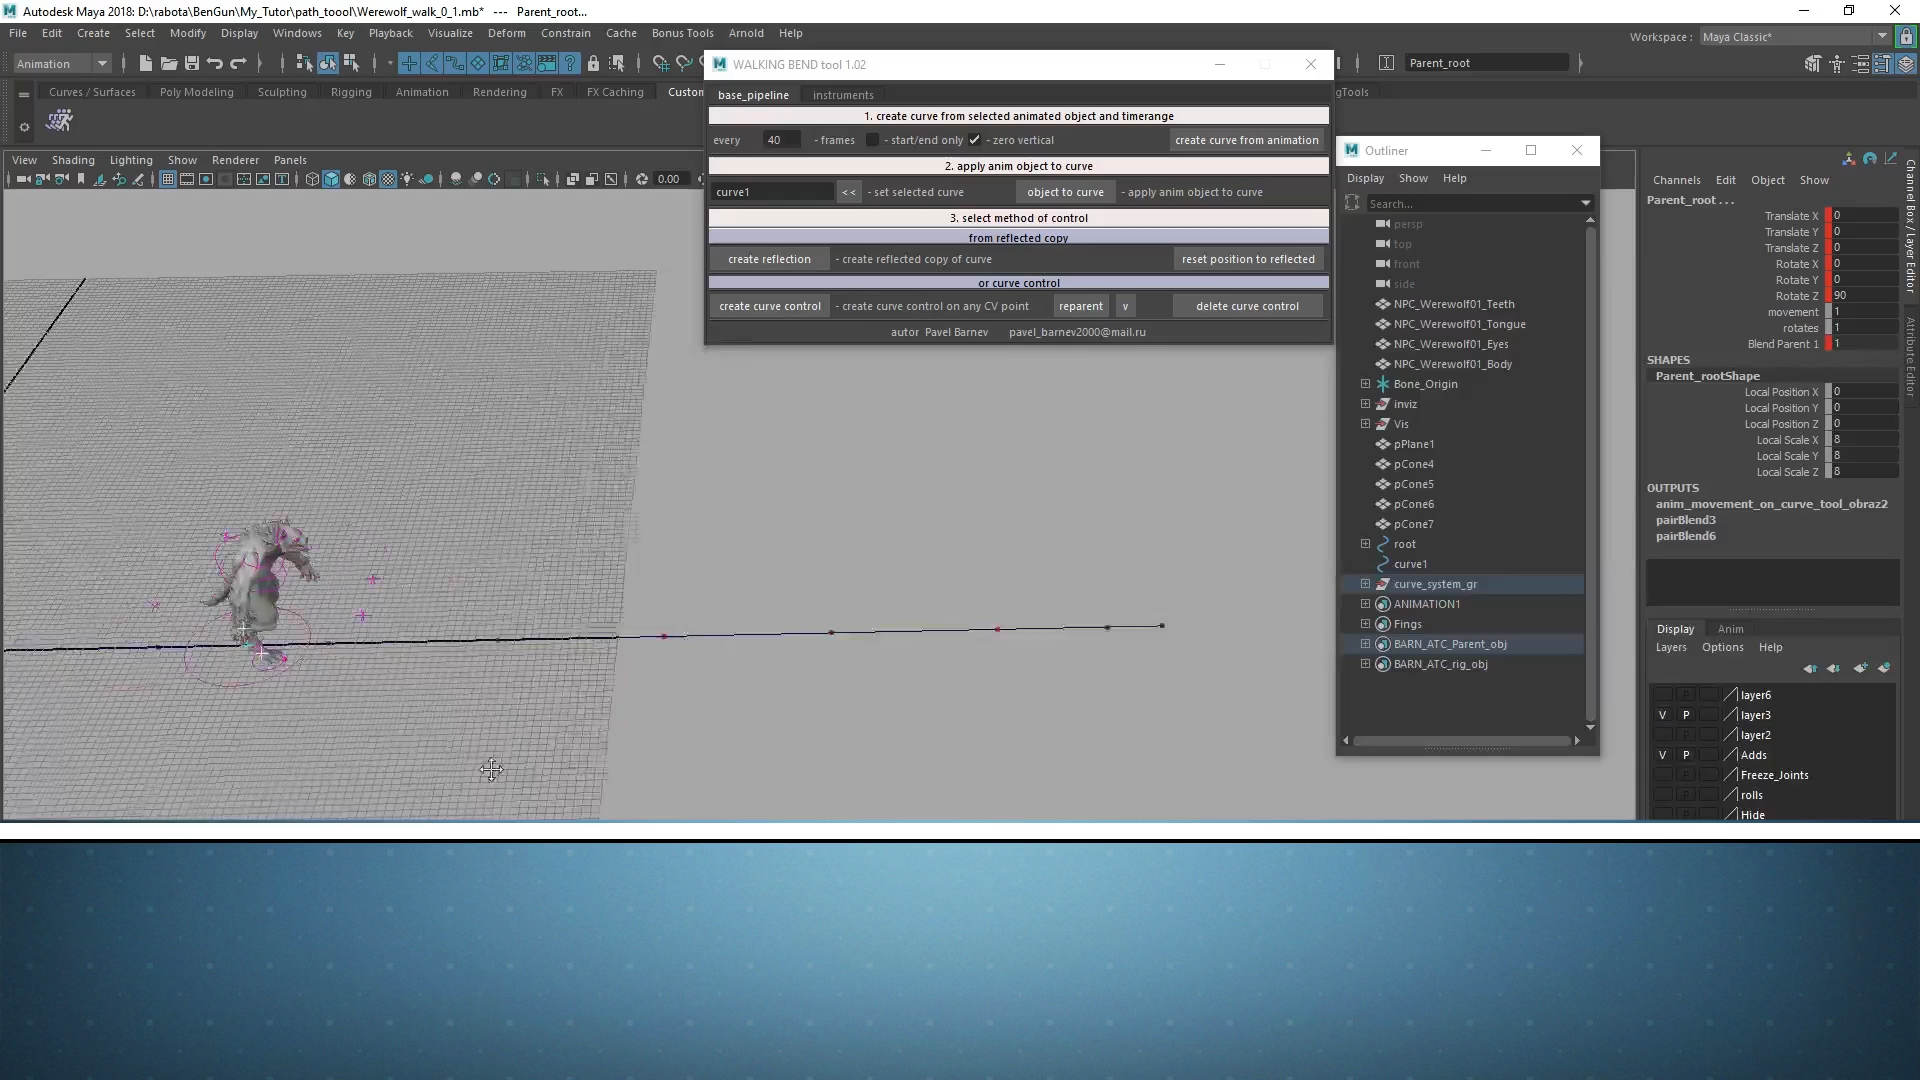 Autodesk Maya 2018: D:\rabota\BenGun\My_Tutor\path_toool\Werewolf_walk_0_1.mb* --- Parent_root...
File Edit Create Select Modify Display Windows Key Playback Visualize Deform Constrain Cache Bonus Tools Arnold Help
Workspace : Maya Classic*
Animation
Parent_root
Curves / Surfaces Poly Modeling Sculpting Rigging Animation Rendering FX FX Caching Custom
gTools
View Shading Lighting Show Renderer Panels
0.00
WALKING BEND tool 1.02
base_pipeline instruments
1. create curve from selected animated object and timerange
every 40 - frames - start/end only - zero vertical create curve from animation
2. apply anim object to curve
curve1 << - set selected curve object to curve - apply anim object to curve
3. select method of control
from reflected copy
create reflection - create reflected copy of curve reset position to reflected
or curve control
create curve control - create curve control on any CV point reparent v delete curve control
autor Pavel Barnev pavel_barnev2000@mail.ru
Outliner
Display Show Help
Search...
persp
top
front
side
NPC_Werewolf01_Teeth
NPC_Werewolf01_Tongue
NPC_Werewolf01_Eyes
NPC_Werewolf01_Body
Bone_Origin
inviz
Vis
pPlane1
pCone4
pCone5
pCone6
pCone7
root
curve1
curve_system_gr
ANIMATION1
Fings
BARN_ATC_Parent_obj
BARN_ATC_rig_obj
Channels Edit Object Show
Parent_root . . .
Translate X 0
Translate Y 0
Translate Z 0
Rotate X 0
Rotate Y 0
Rotate Z 90
movement 1
rotates 1
Blend Parent 1 1
SHAPES
Parent_rootShape
Local Position X 0
Local Position Y 0
Local Position Z 0
Local Scale X 8
Local Scale Y 8
Local Scale Z 8
OUTPUTS
anim_movement_on_curve_tool_obraz2
pairBlend3
pairBlend6
Display Anim
Layers Options Help
P layer6
V P layer3
P layer2
V P Adds
P Freeze_Joints
P rolls
P Hide
Channel Box / Layer Editor
Attribute Editor